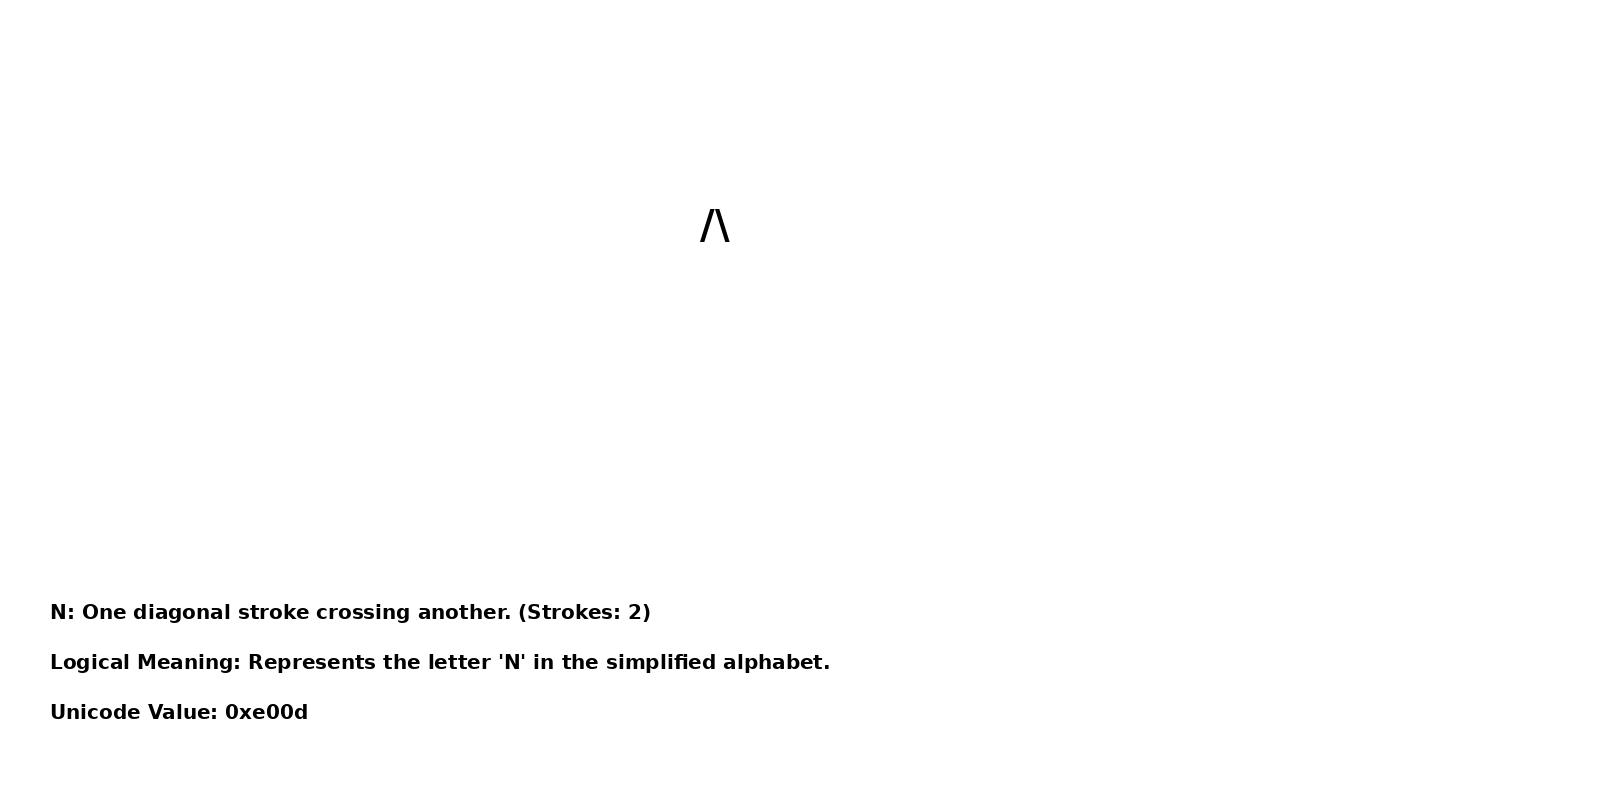 /\
N: One diagonal stroke crossing another. (Strokes: 2)
Logical Meaning: Represents the letter 'N' in the simplified alphabet.
Unicode Value: 0xe00d